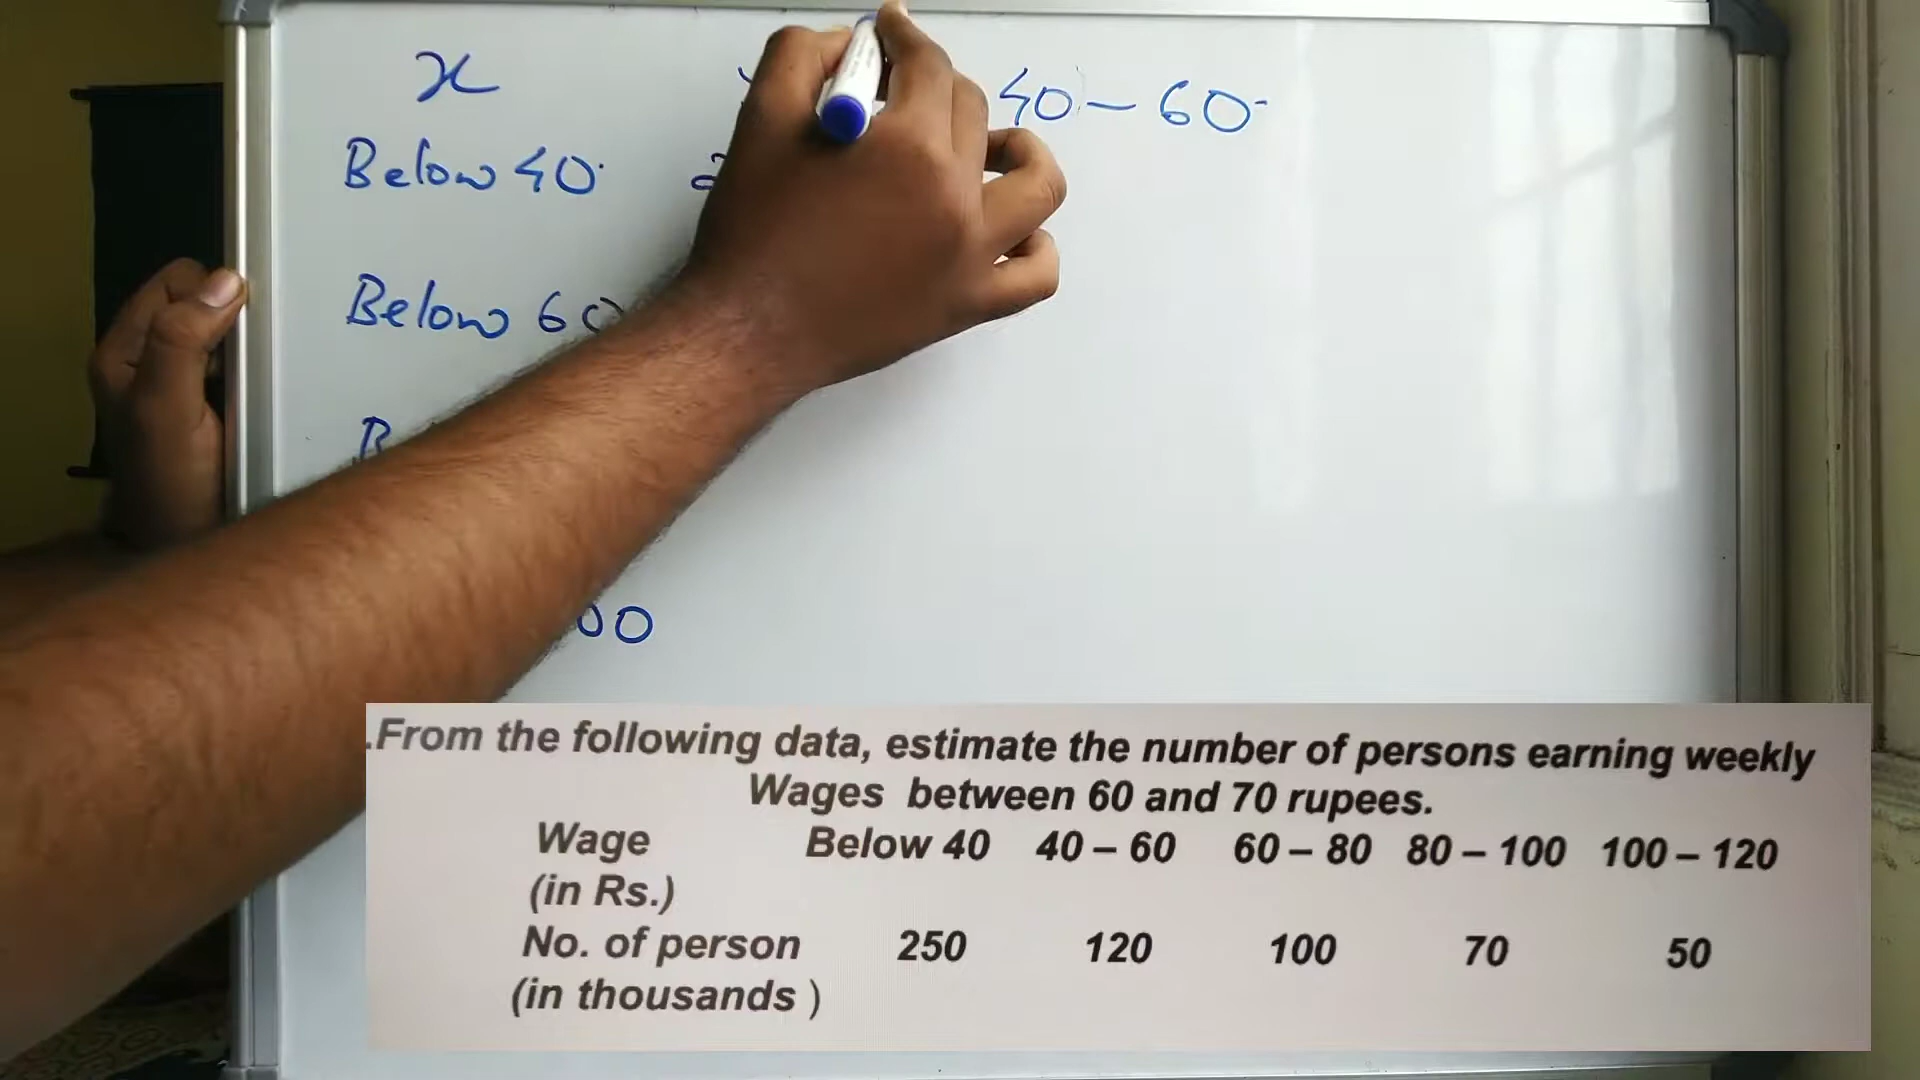 x 40 – 60
Below 40
Below 60
00
.From the following data, estimate the number of persons earning weekly
Wages between 60 and 70 rupees.
Wage Below 40 40 – 60 60 – 80 80 – 100 100 – 120
(in Rs.)
No. of person 250 120 100 70 50
(in thousands )